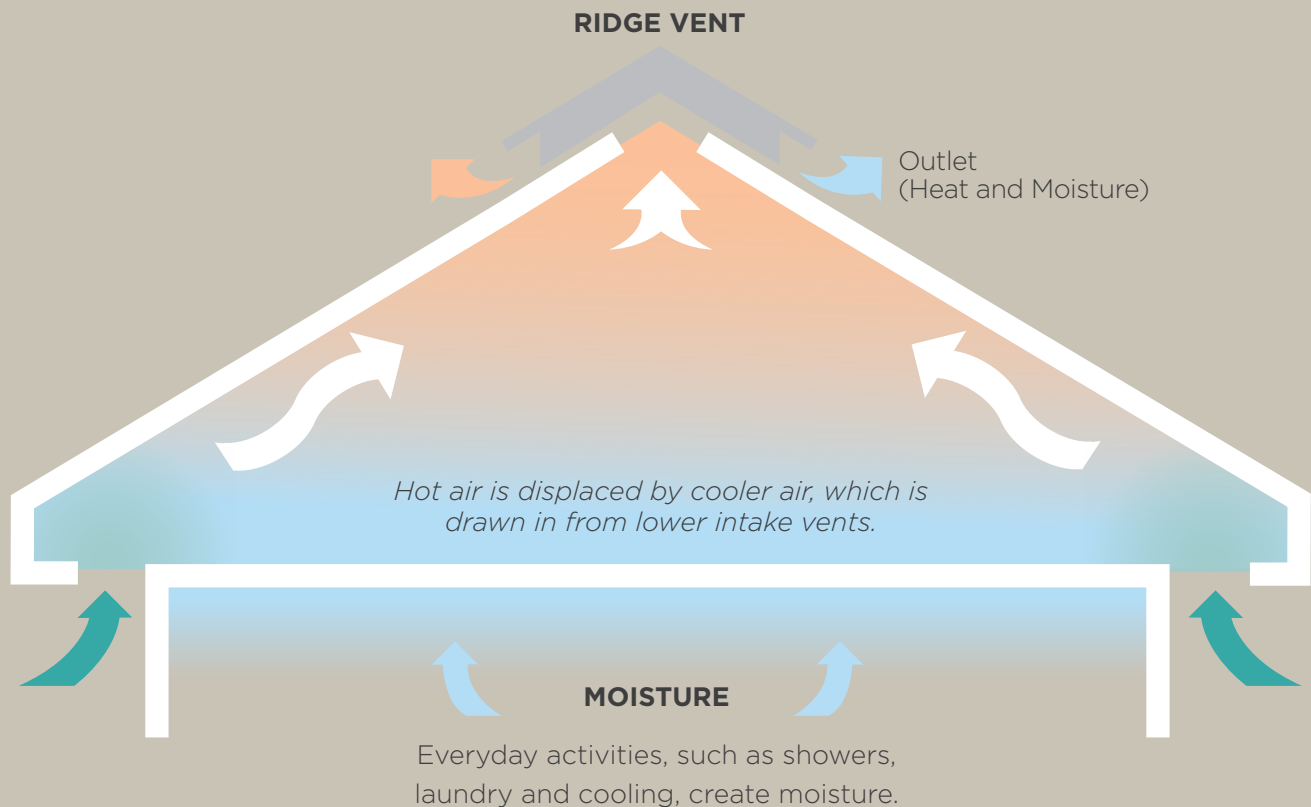 RIDGE VENT
Outlet
(Heat and Moisture)
Hot air is displaced by cooler air, which is
drawn in from lower intake vents.
MOISTURE
Everyday activities, such as showers,
laundry and cooling, create moisture.